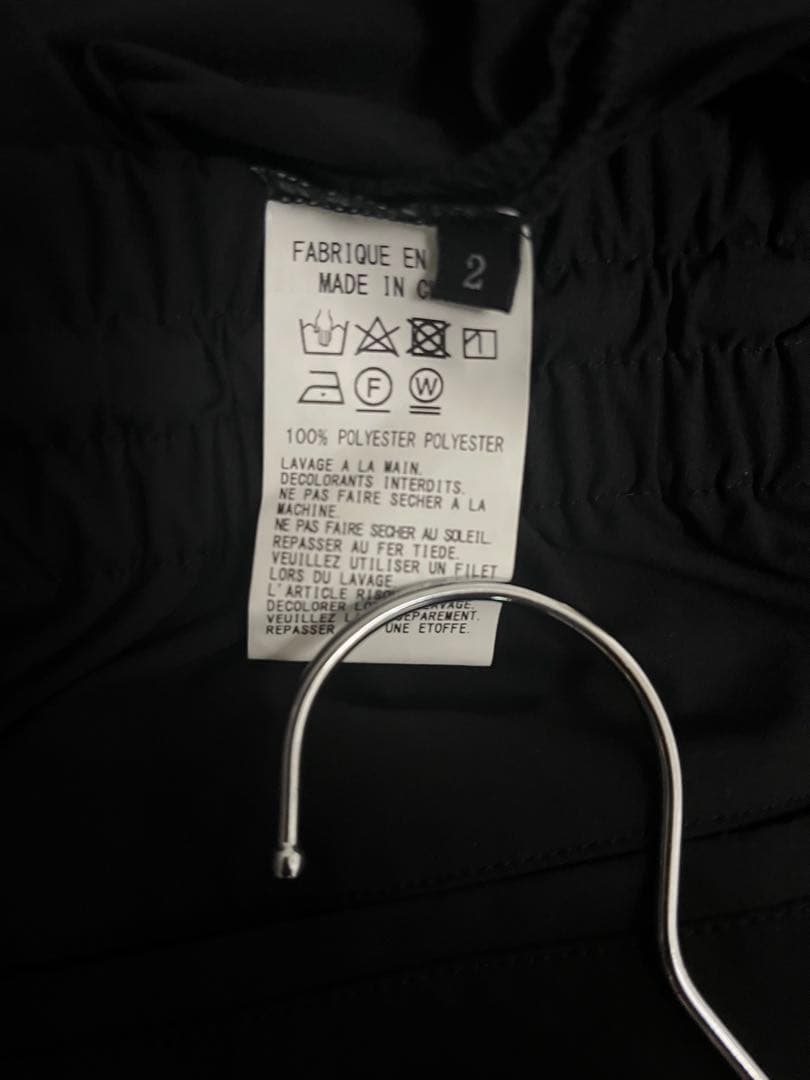 FABRIQUE EN
2
MADE IN
F
W
100% POLYESTER POLYESTER
LAVAGE A LA MAIN.
DECOLORANTS INTERDITS.
NE PAS FAIRE SECHER A LA
MACHINE.
NE PAS FAIRE SECHER AU SOLEIL.
REPASSER AU FER TIEDE.
VEUILLEZ UTILISER UN FILET
LORS DU LAVAGE
L'ARTICLE
DECOLORER
VEUILLEZ SEPAREMENT.
REPASSER UNE ETOFFE.